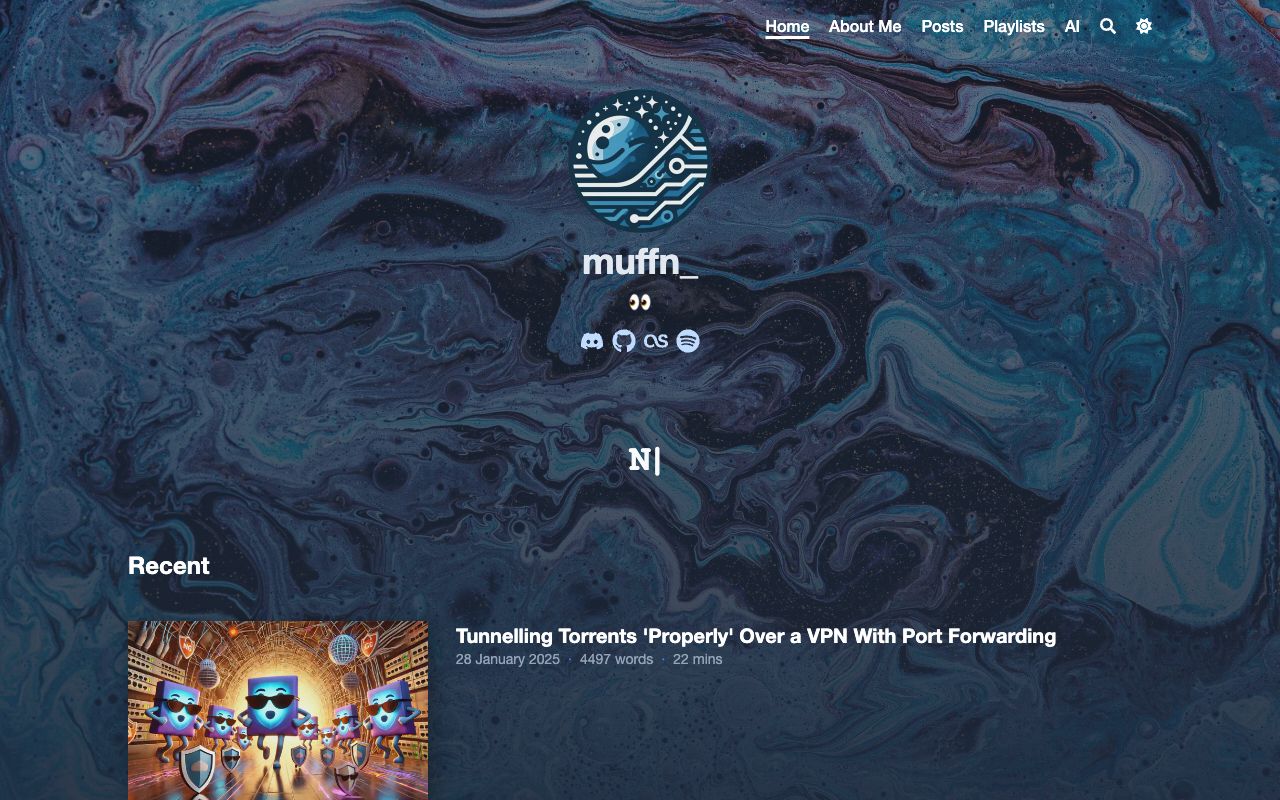 Home About Me Posts Playlists AI
muffn_
👀
N|
Recent
Tunnelling Torrents 'Properly' Over a VPN With Port Forwarding
28 January 2025 · 4497 words · 22 mins